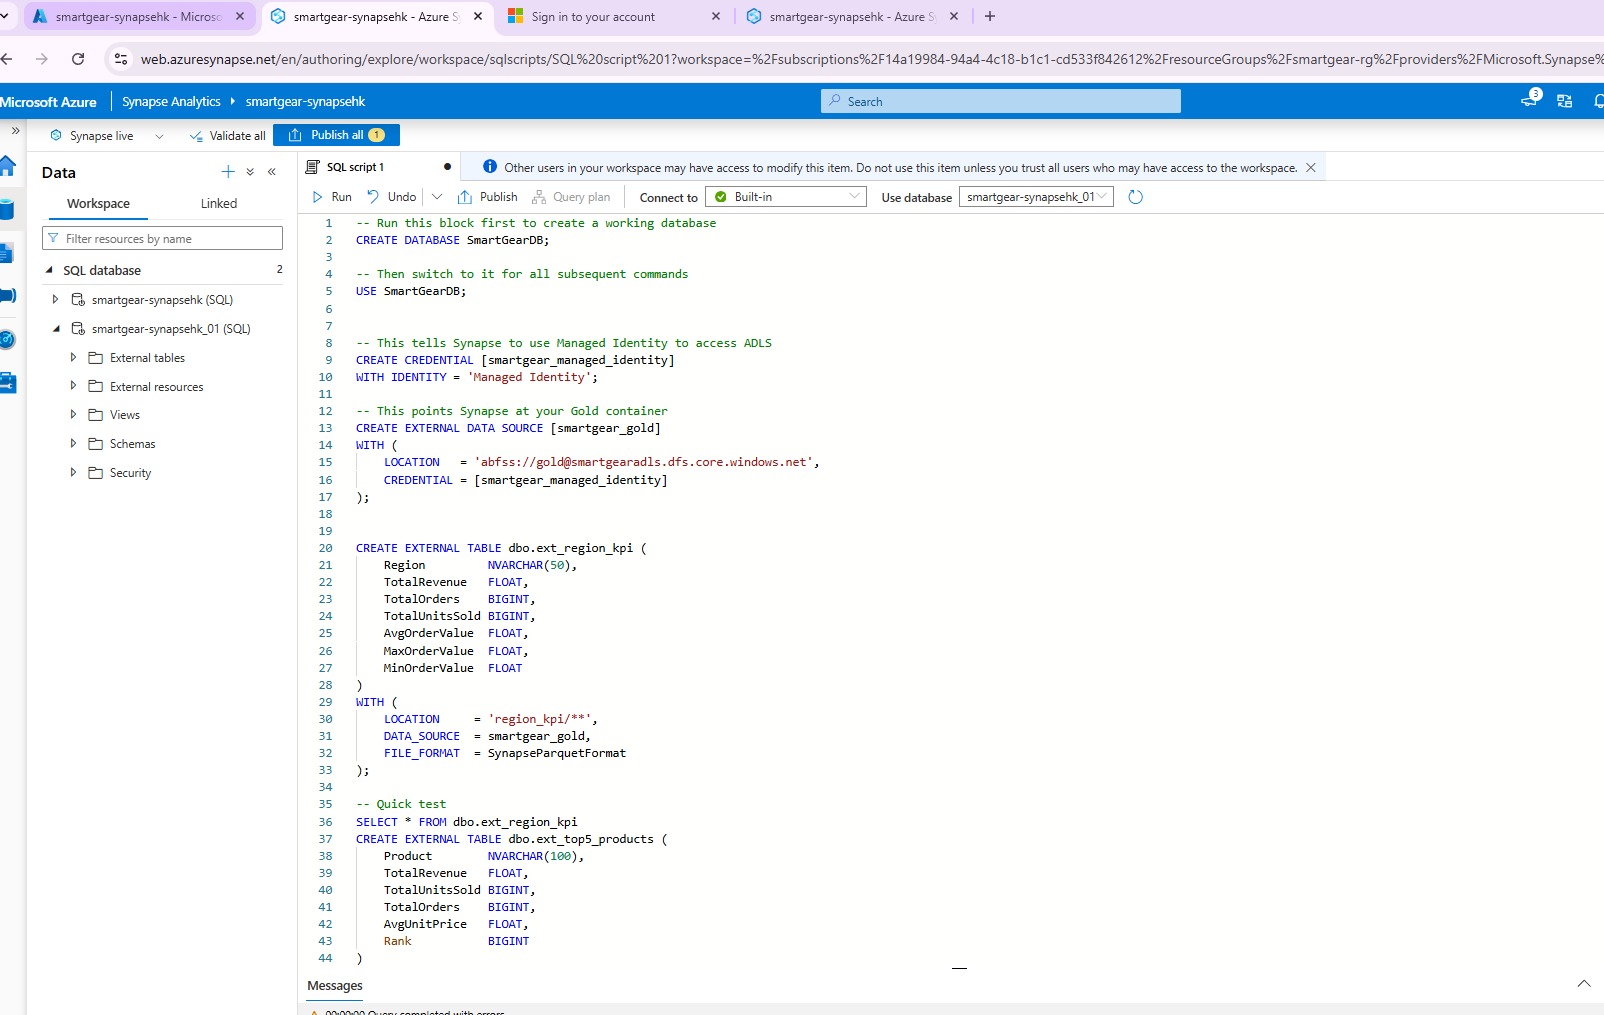 smartgear-synapsehk - Microso
smartgear-synapsehk - Azure Sy
Sign in to your account
smartgear-synapsehk - Azure Sy
web.azuresynapse.net/en/authoring/explore/workspace/sqlscripts/SQL%20script%201?workspace=%2Fsubscriptions%2F14a19984-94a4-4c18-b1c1-cd533f842612%2FresourceGroups%2Fsmartgear-rg%2Fproviders%2FMicrosoft.Synapse%
Microsoft Azure
Synapse Analytics
smartgear-synapsehk
Search
3
Synapse live
Validate all
Publish all 1
Data
SQL script 1
Other users in your workspace may have access to modify this item. Do not use this item unless you trust all users who may have access to the workspace.
Workspace
Linked
Run
Undo
Publish
Query plan
Connect to
Built-in
Use database
smartgear-synapsehk_01
Filter resources by name
SQL database 2
smartgear-synapsehk (SQL)
smartgear-synapsehk_01 (SQL)
External tables
External resources
Views
Schemas
Security
1 -- Run this block first to create a working database
2 CREATE DATABASE SmartGearDB;
3
4 -- Then switch to it for all subsequent commands
5 USE SmartGearDB;
6
7
8 -- This tells Synapse to use Managed Identity to access ADLS
9 CREATE CREDENTIAL [smartgear_managed_identity]
10 WITH IDENTITY = 'Managed Identity';
11
12 -- This points Synapse at your Gold container
13 CREATE EXTERNAL DATA SOURCE [smartgear_gold]
14 WITH (
15 LOCATION = 'abfss://gold@smartgearadls.dfs.core.windows.net',
16 CREDENTIAL = [smartgear_managed_identity]
17 );
18
19
20 CREATE EXTERNAL TABLE dbo.ext_region_kpi (
21 Region NVARCHAR(50),
22 TotalRevenue FLOAT,
23 TotalOrders BIGINT,
24 TotalUnitsSold BIGINT,
25 AvgOrderValue FLOAT,
26 MaxOrderValue FLOAT,
27 MinOrderValue FLOAT
28 )
29 WITH (
30 LOCATION = 'region_kpi/**',
31 DATA_SOURCE = smartgear_gold,
32 FILE_FORMAT = SynapseParquetFormat
33 );
34
35 -- Quick test
36 SELECT * FROM dbo.ext_region_kpi
37 CREATE EXTERNAL TABLE dbo.ext_top5_products (
38 Product NVARCHAR(100),
39 TotalRevenue FLOAT,
40 TotalUnitsSold BIGINT,
41 TotalOrders BIGINT,
42 AvgUnitPrice FLOAT,
43 Rank BIGINT
44 )
Messages
00:00:00 Query completed with errors